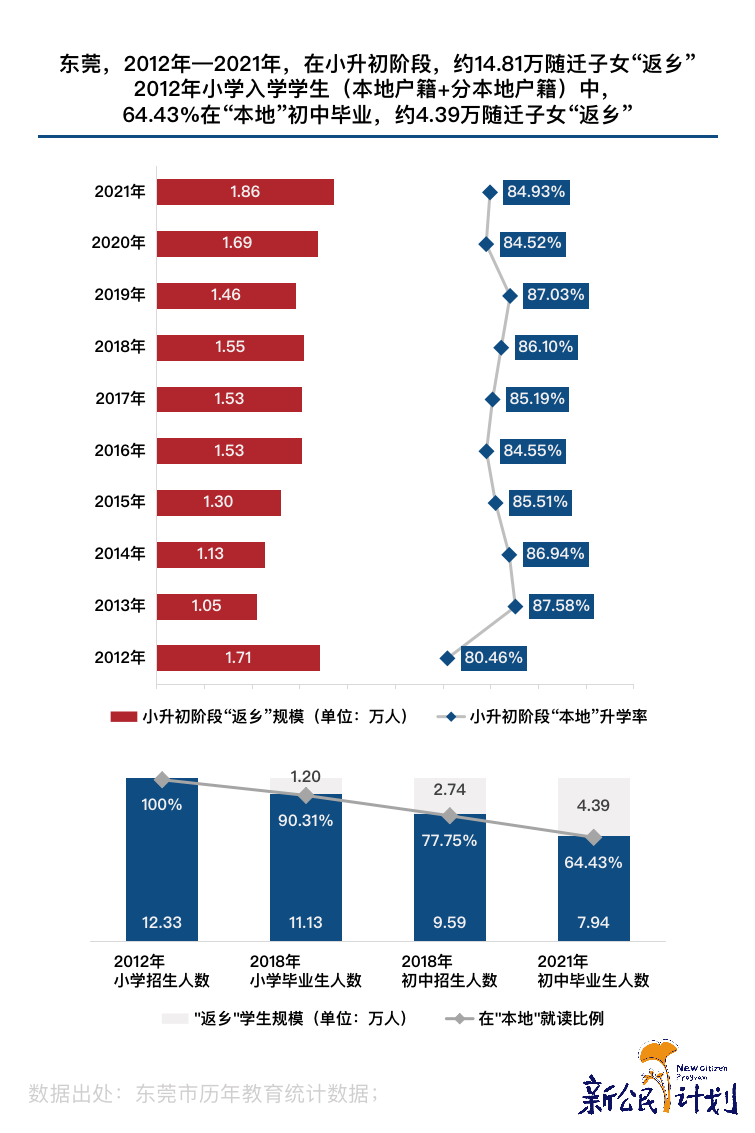 东莞，2012年—2021年，在小升初阶段，约14.81万随迁子女“返乡”
2012年小学入学学生（本地户籍+分本地户籍）中，
64.43%在“本地”初中毕业，约4.39万随迁子女“返乡”
2021年 1.86 84.93%
2020年 1.69 84.52%
2019年 1.46 87.03%
2018年 1.55 86.10%
2017年 1.53 85.19%
2016年 1.53 84.55%
2015年 1.30 85.51%
2014年 1.13 86.94%
2013年 1.05 87.58%
2012年 1.71 80.46%
小升初阶段“返乡”规模（单位：万人） 小升初阶段“本地”升学率
1.20 2.74 4.39
100% 90.31% 77.75% 64.43%
12.33 11.13 9.59 7.94
2012年 2018年 2018年 2021年
小学招生人数 小学毕业生人数 初中招生人数 初中毕业生人数
"返乡"学生规模（单位：万人） 在"本地"就读比例
数据出处：东莞市历年教育统计数据；
New Citizen
Program
新公民计划